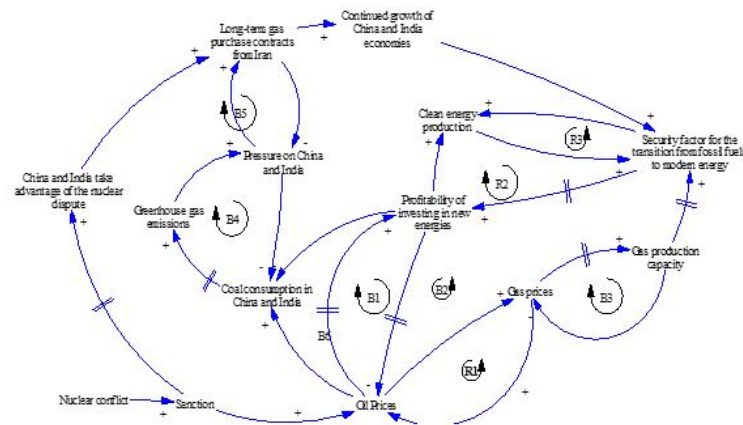 Long-term gas
purchase contracts
from Iran
Continued growth of
China and India
economies
Clean energy
production
Security factor for the
transition from fossil fuels
to modern energy
Pressure on China
and India
China and India take
advantage of the nuclear
dispute
Greenhouse gas
emissions
Profitability of
investing in new
energies
Gas production
capacity
Coal consumption in
China and India
Gas prices
Nuclear conflict
Sanction
Oil Prices
B5
R3
R2
B4
B1
B2
B3
B6
R1